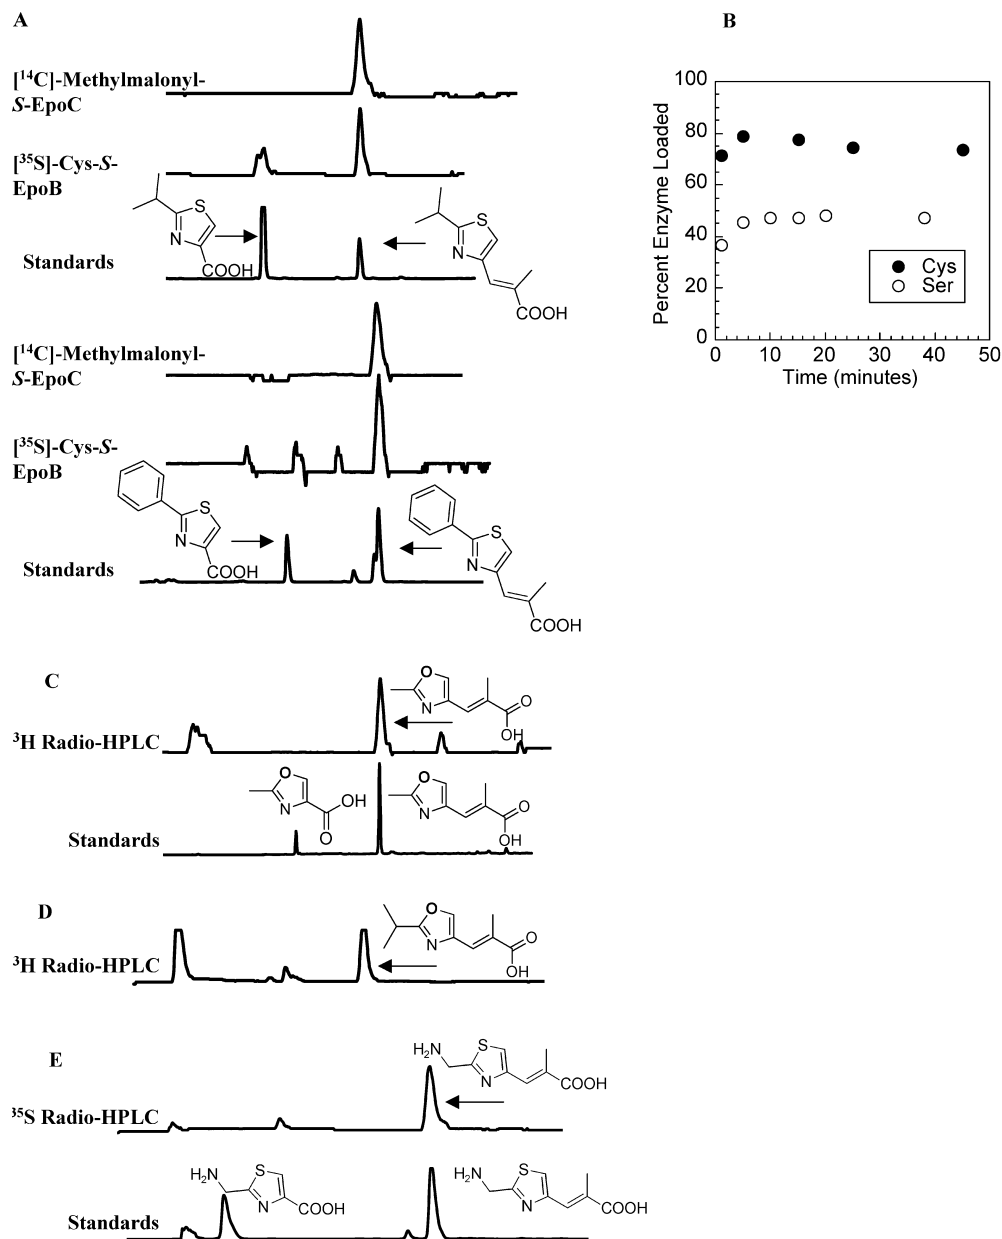 A
[¹⁴C]-Methylmalonyl-
S-EpoC
[³⁵S]-Cys-S-
EpoB
S
N
COOH
S
N
COOH
Standards
[¹⁴C]-Methylmalonyl-
S-EpoC
[³⁵S]-Cys-S-
EpoB
S
N
COOH
S
N
COOH
Standards
B
100
80
60
40
20
0
Percent Enzyme Loaded
Cys
Ser
0 10 20 30 40 50
Time (minutes)
C
³H Radio-HPLC
O
N
O
OH
O
N
OH
O
O
N
O
OH
Standards
D
³H Radio-HPLC
O
N
O
OH
E
³⁵S Radio-HPLC
H₂N
S
N
COOH
H₂N
S
N
COOH
H₂N
S
N
COOH
Standards